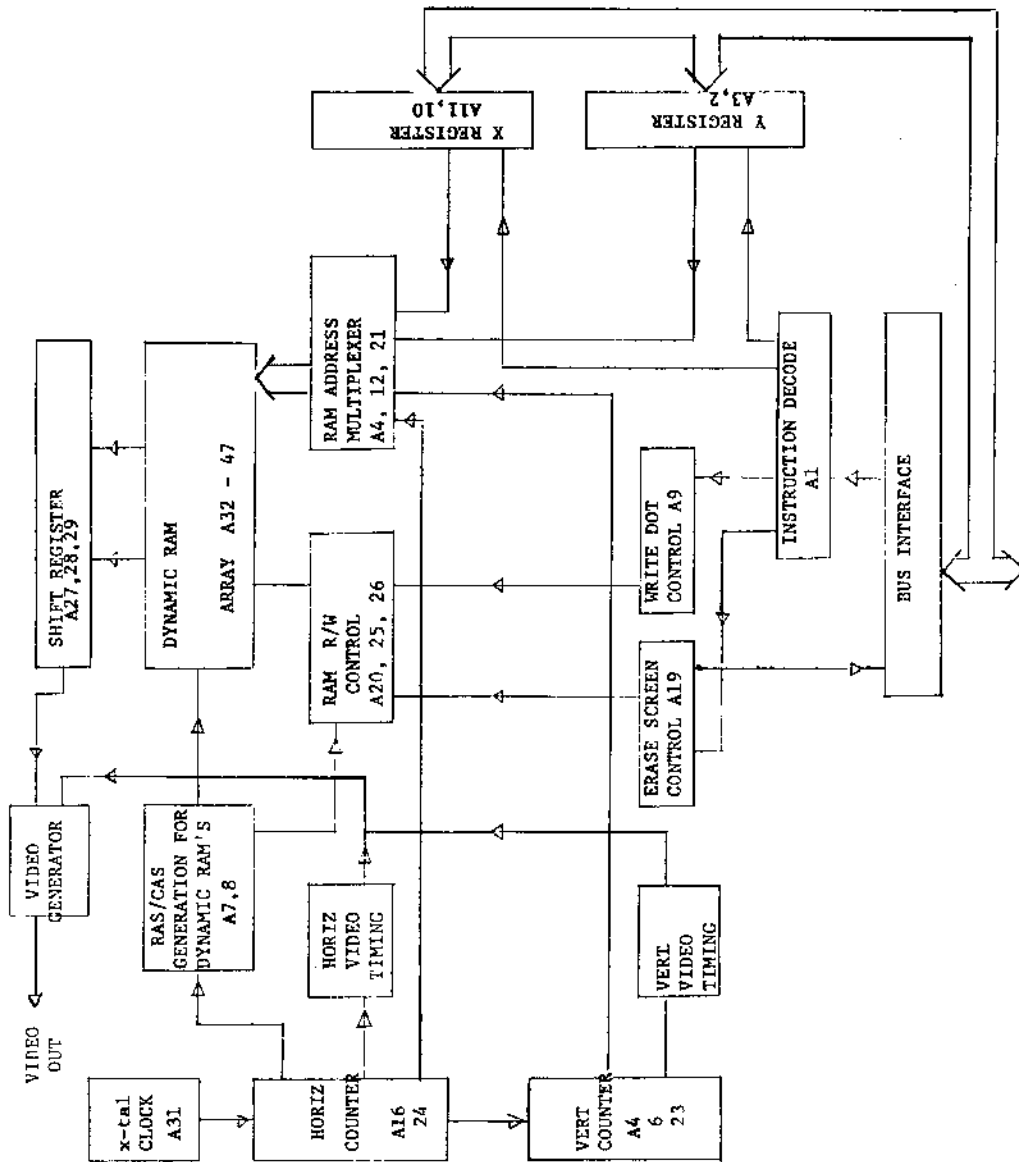 x-tal
CLOCK
A31
HORIZ
COUNTER
A16
24
VERT
COUNTER
A4
6
23
VIDEO
OUT
VIDEO
GENERATOR
RAS/CAS
GENERATION FOR
DYNAMIC RAM'S
A7,8
HORIZ
VIDEO
TIMING
VERT
VIDEO
TIMING
SHIFT REGISTER
A27,28,29
DYNAMIC RAM
ARRAY A32 - 47
RAM R/W
CONTROL
A20, 25, 26
RAM ADDRESS
MULTIPLEXER
A4, 12, 21
ERASE SCREEN
CONTROL A19
WRITE DOT
CONTROL A9
INSTRUCTION DECODE
A1
BUS INTERFACE
X REGISTER
A11,10
Y REGISTER
A3,2